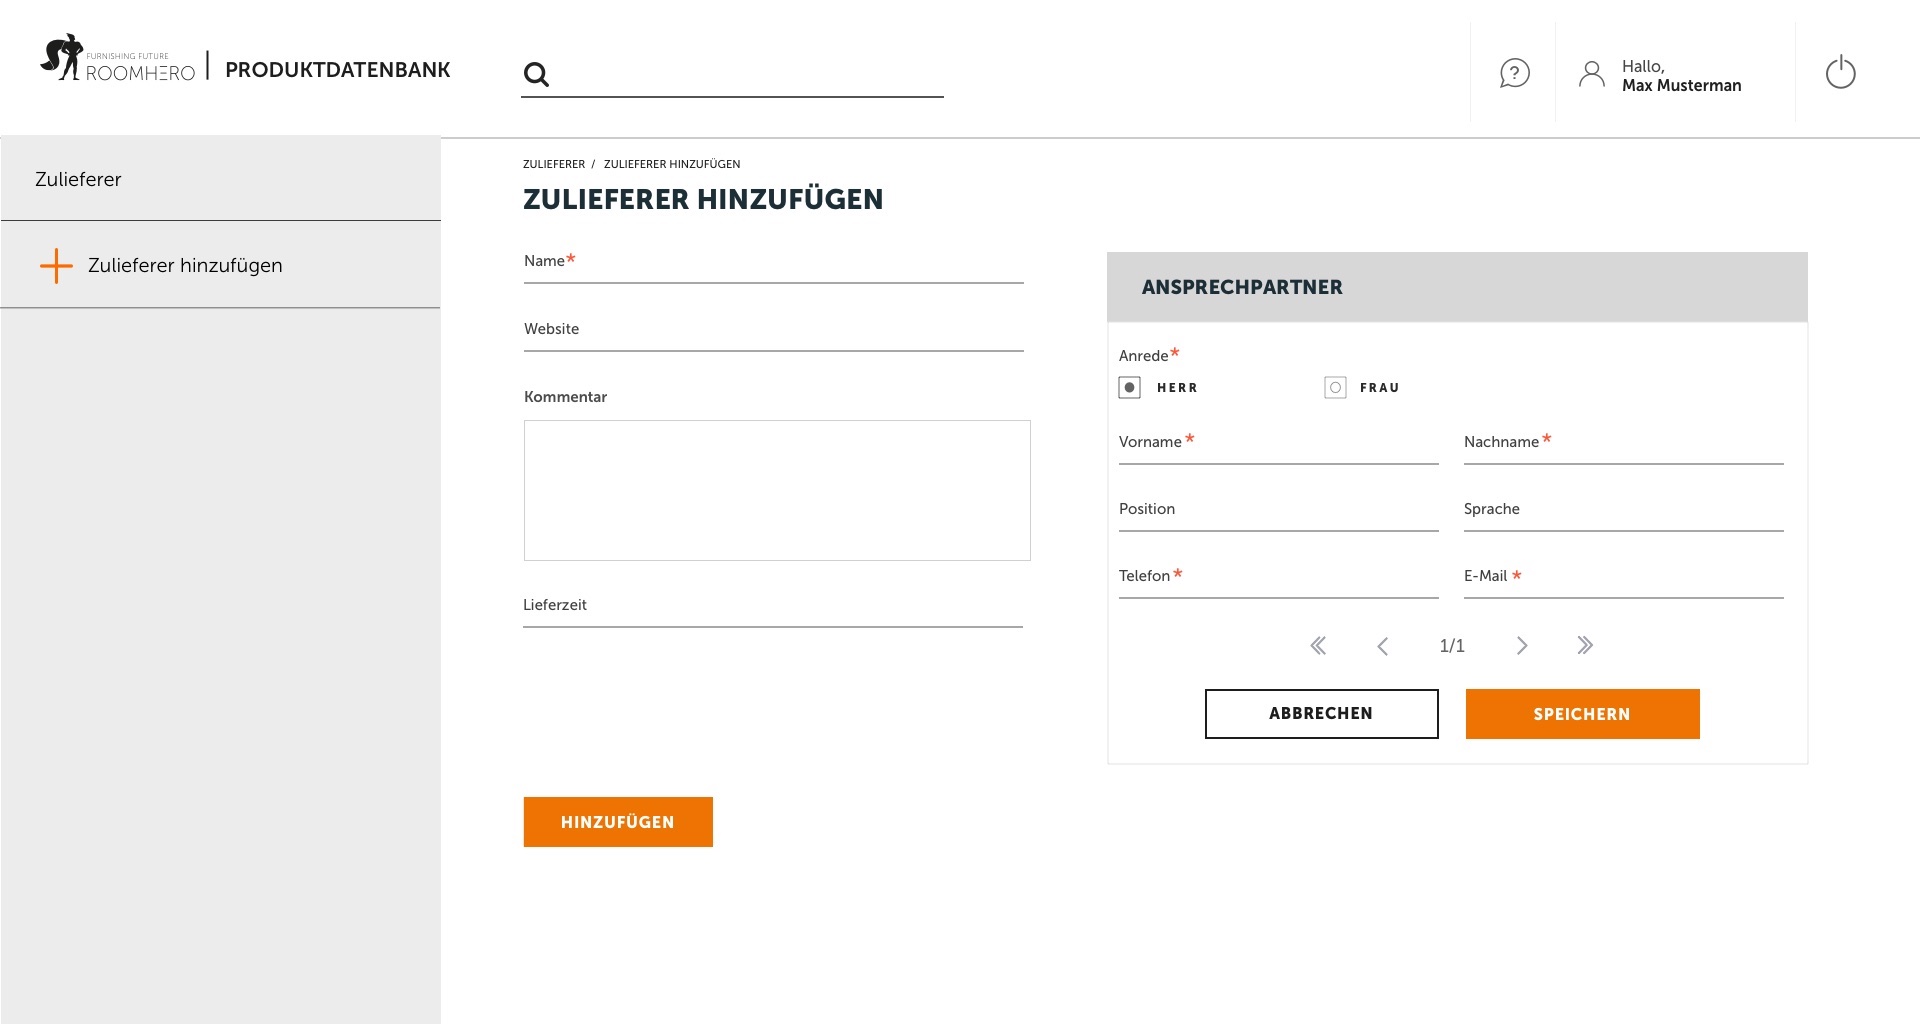 FURNISHING FUTURE
ROOMHERO
PRODUKTDATENBANK
?
Hallo,
Max Musterman
Zulieferer
Zulieferer hinzufügen
ZULIEFERER / ZULIEFERER HINZUFÜGEN
ZULIEFERER HINZUFÜGEN
Name*
Website
Kommentar
Lieferzeit
HINZUFÜGEN
ANSPRECHPARTNER
Anrede*
HERR FRAU
Vorname* Nachname*
Position Sprache
Telefon* E-Mail *
1/1
ABBRECHEN SPEICHERN